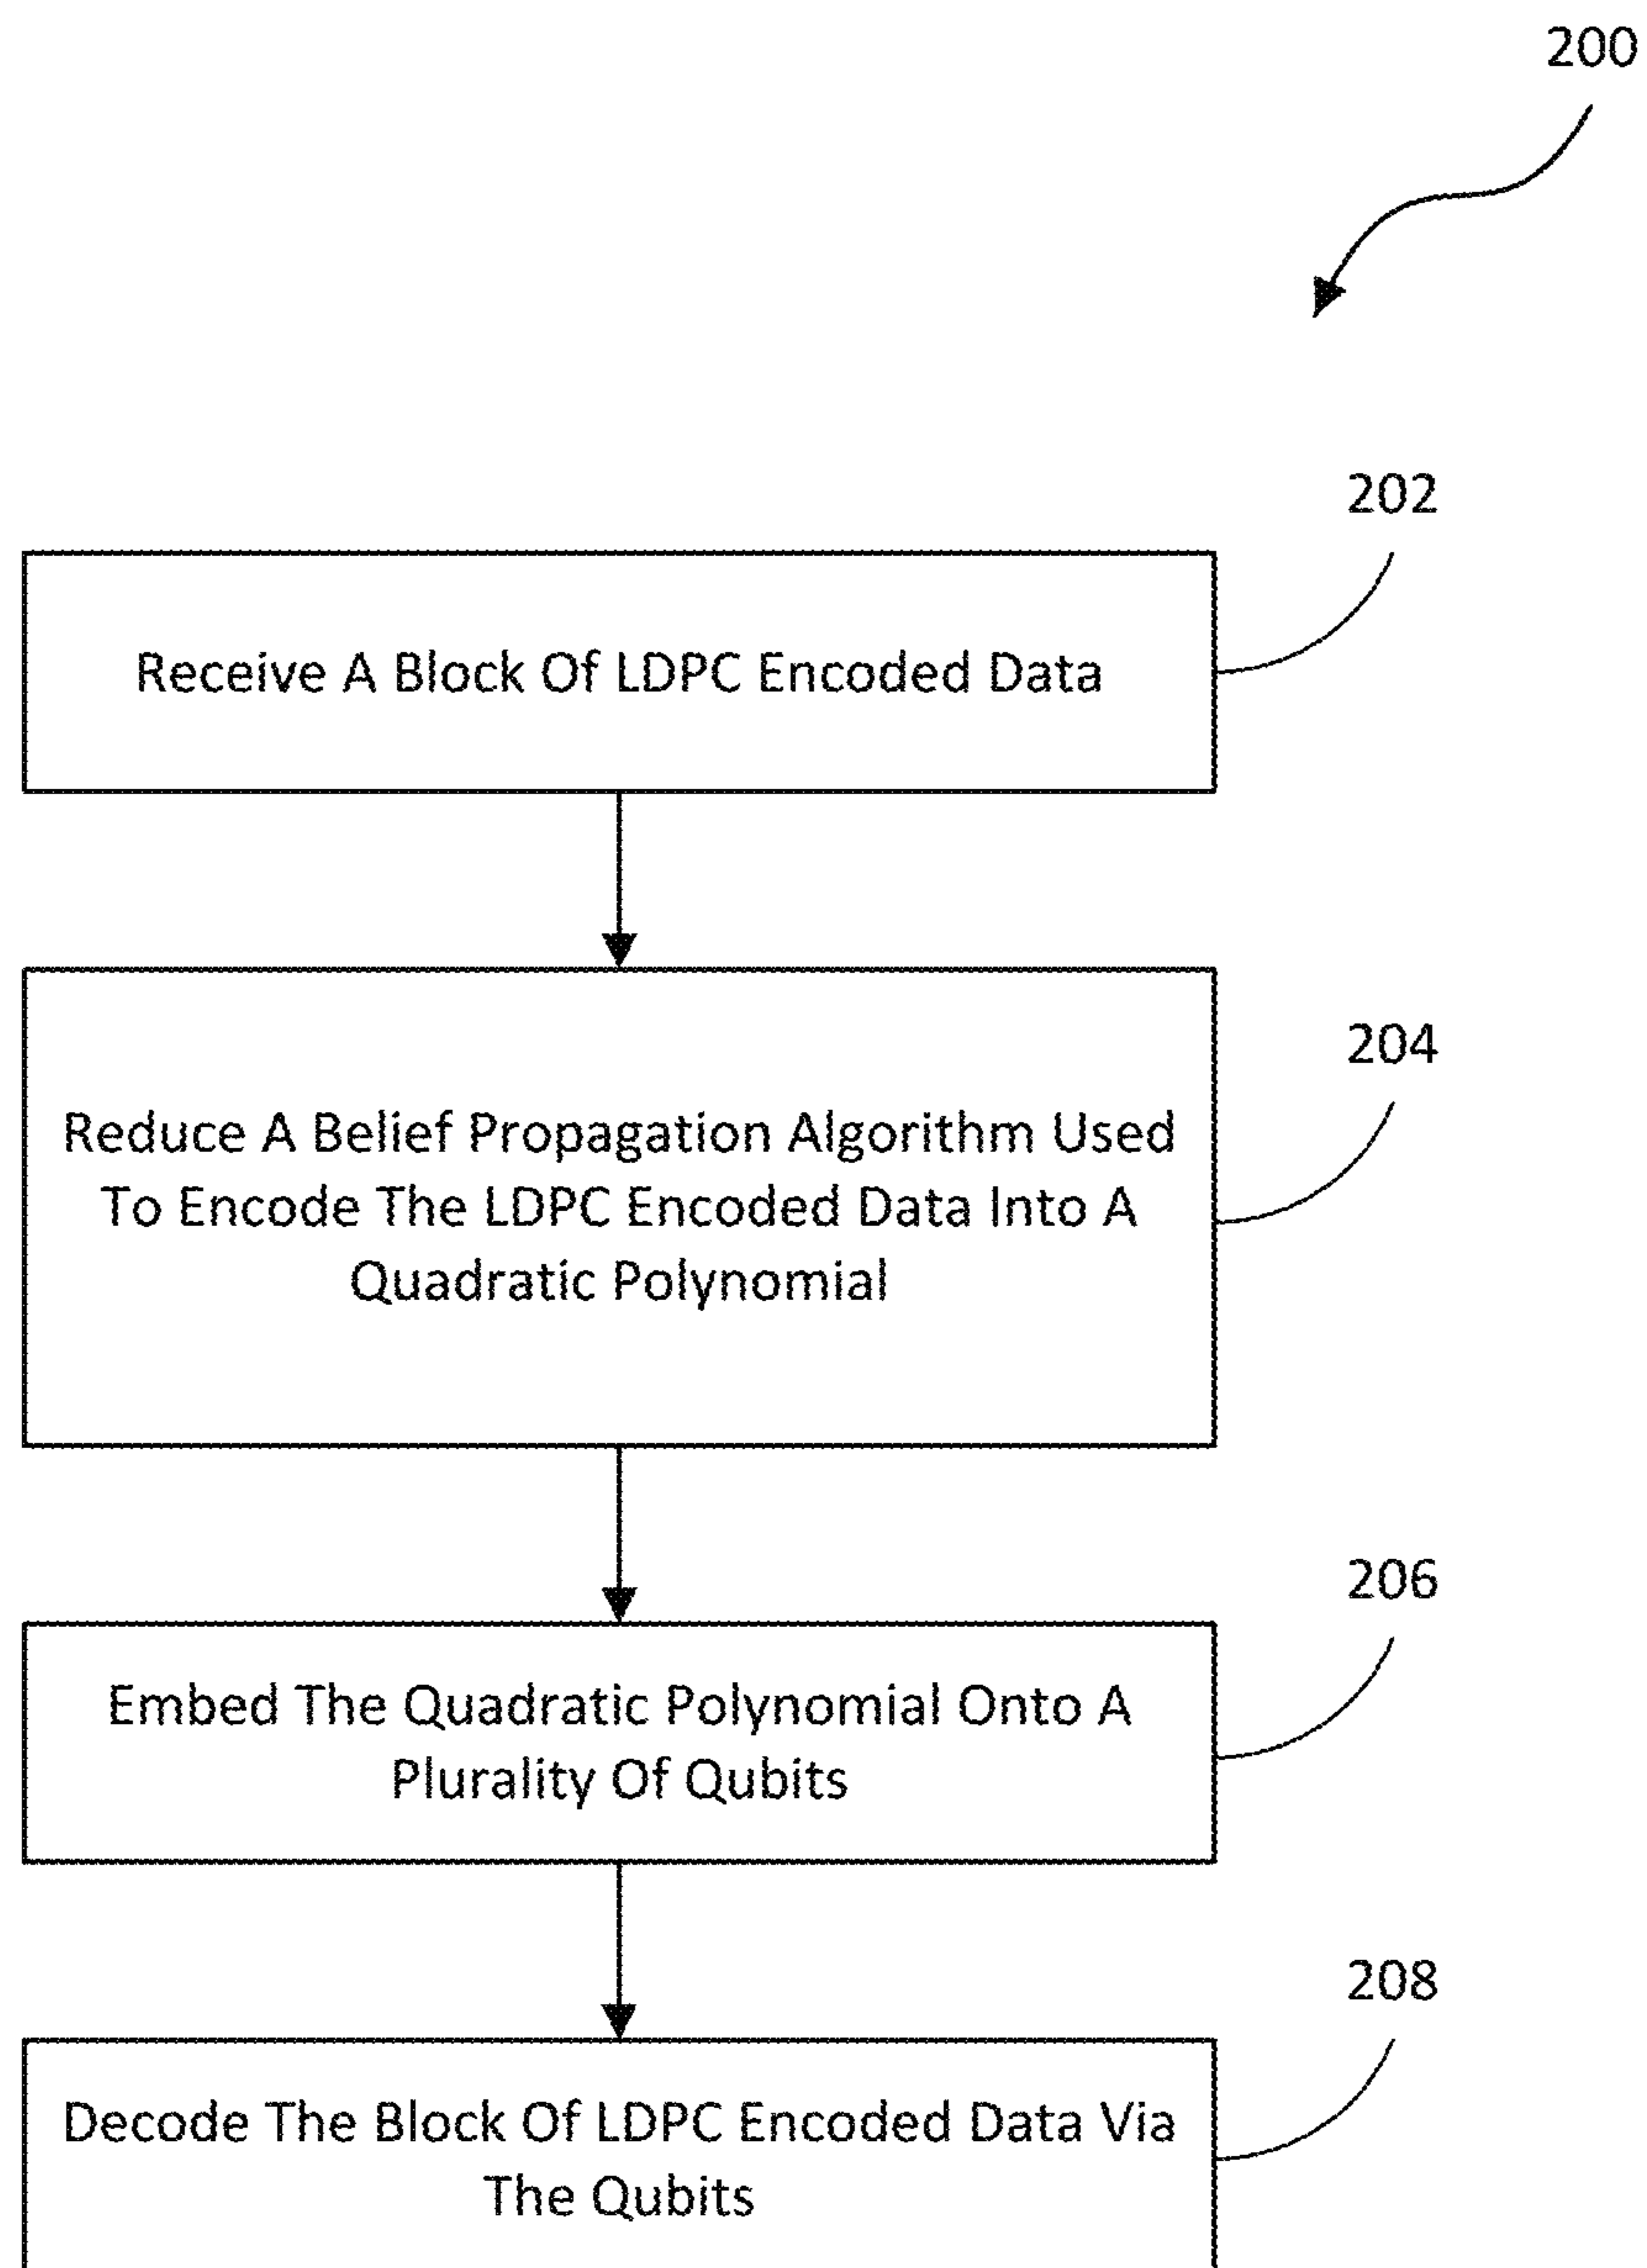 200
202
Receive A Block Of LDPC Encoded Data
204
Reduce A Belief Propagation Algorithm Used
To Encode The LDPC Encoded Data Into A
Quadratic Polynomial
206
Embed The Quadratic Polynomial Onto A
Plurality Of Qubits
208
Decode The Block Of LDPC Encoded Data Via
The Qubits